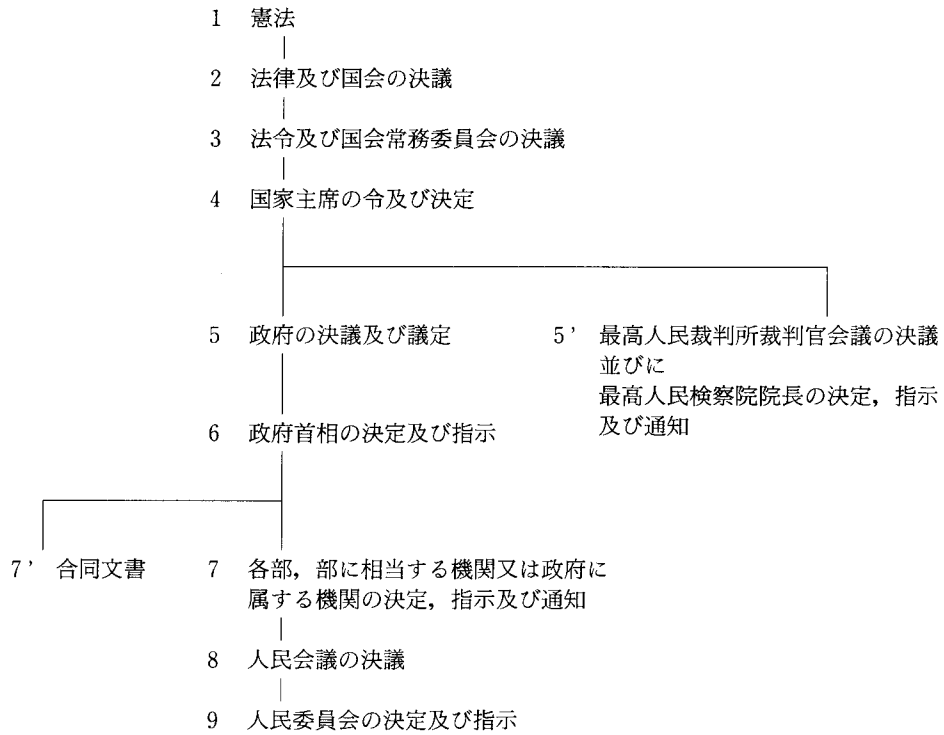 1 憲法
2 法律及び国会の決議
3 法令及び国会常務委員会の決議
4 国家主席の令及び決定
5 政府の決議及び議定
5' 最高人民裁判所裁判官会議の決議
並びに
最高人民検察院院長の決定，指示
及び通知
6 政府首相の決定及び指示
7' 合同文書
7 各部，部に相当する機関又は政府に
属する機関の決定，指示及び通知
8 人民会議の決議
9 人民委員会の決定及び指示